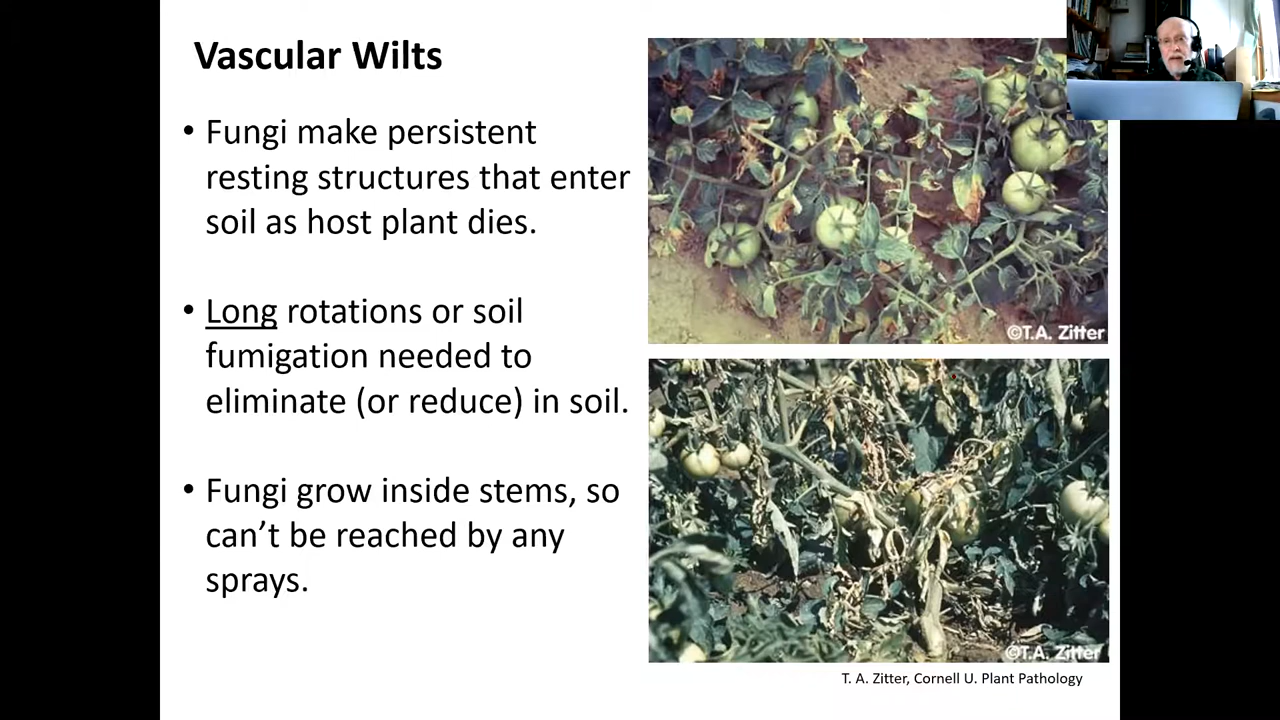 Vascular Wilts
• Fungi make persistent
resting structures that enter
soil as host plant dies.
• Long rotations or soil
fumigation needed to
eliminate (or reduce) in soil.
• Fungi grow inside stems, so
can’t be reached by any
sprays.
©T.A. Zitter
©T.A. Zitter
T. A. Zitter, Cornell U. Plant Pathology